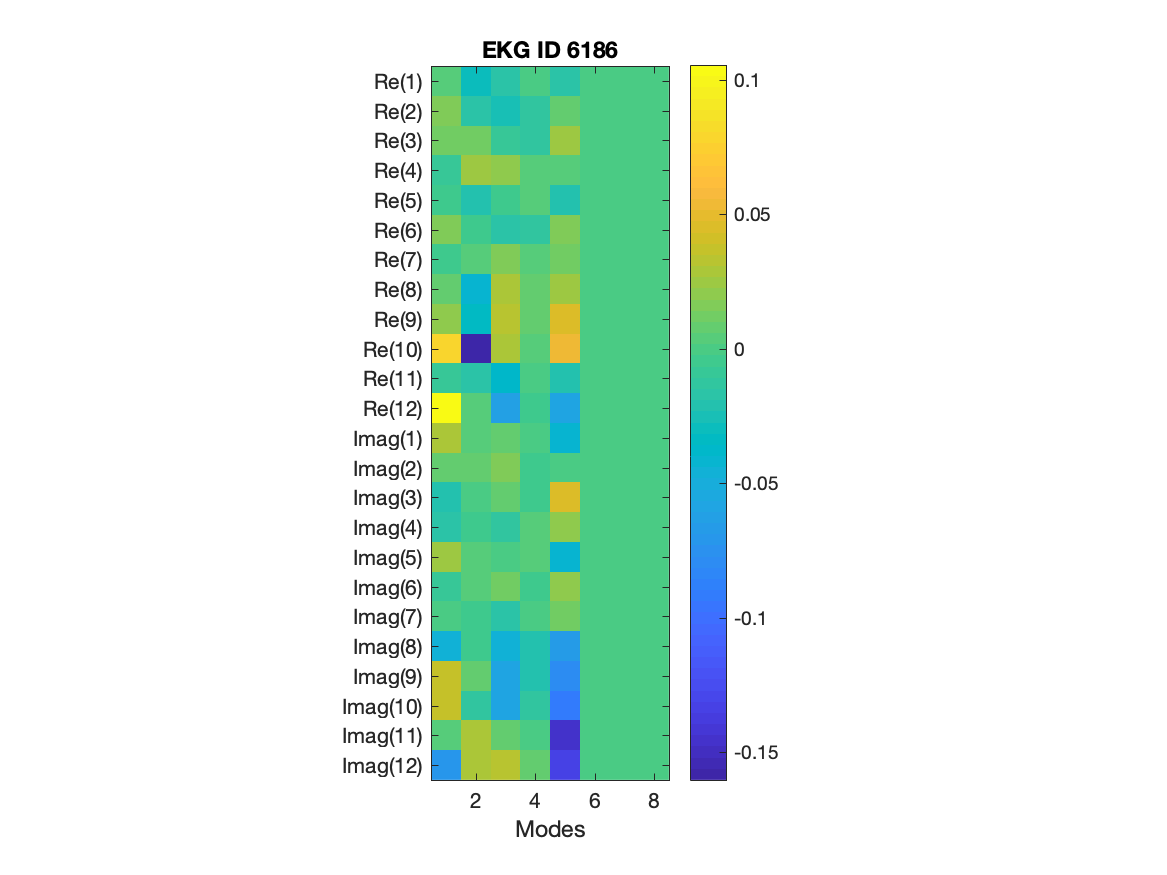 EKG ID 6186
Re(1)
Re(2)
Re(3)
Re(4)
Re(5)
Re(6)
Re(7)
Re(8)
Re(9)
Re(10)
Re(11)
Re(12)
Imag(1)
Imag(2)
Imag(3)
Imag(4)
Imag(5)
Imag(6)
Imag(7)
Imag(8)
Imag(9)
Imag(10)
Imag(11)
Imag(12)
2 4 6 8
Modes
0.1
0.05
0
-0.05
-0.1
-0.15